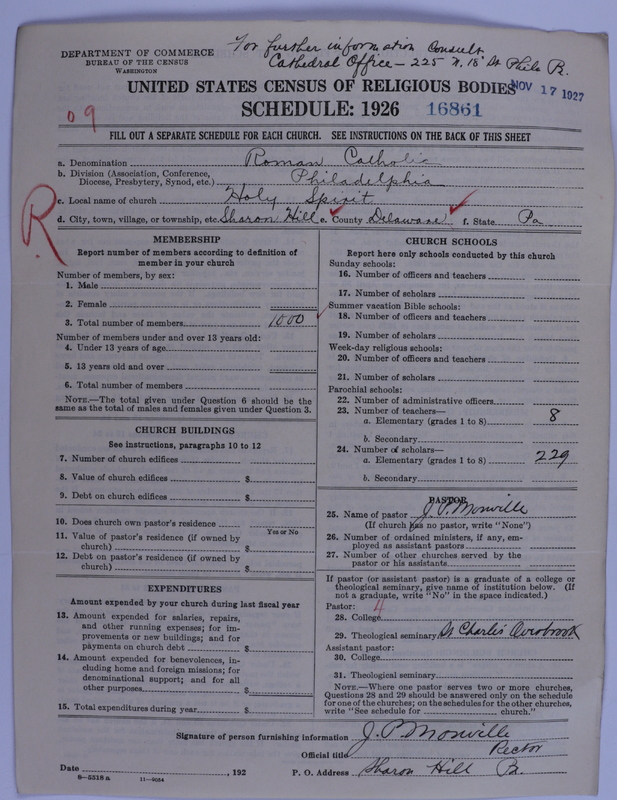 For further information Consult
Cathedral Office - 225 N. 18" St Phila Pa.
DEPARTMENT OF COMMERCE
BUREAU OF THE CENSUS
WASHINGTON
UNITED STATES CENSUS OF RELIGIOUS BODIES
NOV 17 1927
SCHEDULE: 1926 16861
09
FILL OUT A SEPARATE SCHEDULE FOR EACH CHURCH. SEE INSTRUCTIONS ON THE BACK OF THIS SHEET
a. Denomination Roman Catholic
b. Division (Association, Conference,
Diocese, Presbytery, Synod, etc.) Philadelphia
c. Local name of church Holy Spirit
d. City, town, village, or township, etc. Sharon Hill e. County Delaware f. State Pa
R
MEMBERSHIP
Report number of members according to definition of
member in your church
Number of members, by sex:
1. Male
2. Female
3. Total number of members 1000
Number of members under and over 13 years old:
4. Under 13 years of age
5. 13 years old and over
6. Total number of members
NOTE.—The total given under Question 6 should be the
same as the total of males and females given under Question 3.
CHURCH BUILDINGS
See instructions, paragraphs 10 to 12
7. Number of church edifices
8. Value of church edifices $
9. Debt on church edifices $
10. Does church own pastor's residence
Yes or No
11. Value of pastor's residence (if owned by
church) $
12. Debt on pastor's residence (if owned by
church) $
EXPENDITURES
Amount expended by your church during last fiscal year
13. Amount expended for salaries, repairs,
and other running expenses; for im-
provements or new buildings; and for
payments on church debt $
14. Amount expended for benevolences, in-
cluding home and foreign missions; for
denominational support; and for all
other purposes $
15. Total expenditures during year $
CHURCH SCHOOLS
Report here only schools conducted by this church
Sunday schools:
16. Number of officers and teachers
17. Number of scholars
Summer vacation Bible schools:
18. Number of officers and teachers
19. Number of scholars
Week-day religious schools:
20. Number of officers and teachers
21. Number of scholars
Parochial schools:
22. Number of administrative officers
23. Number of teachers—
a. Elementary (grades 1 to 8) 8
b. Secondary
24. Number of scholars—
a. Elementary (grades 1 to 8) 229
b. Secondary
PASTOR
25. Name of pastor J. P. Monville
(If church has no pastor, write "None")
26. Number of ordained ministers, if any, em-
ployed as assistant pastors
27. Number of other churches served by the
pastor or his assistants
If pastor (or assistant pastor) is a graduate of a college or
theological seminary, give name of institution below. (If
not a graduate, write "No" in the space indicated.)
Pastor: 4
28. College
29. Theological seminary St Charles Overbrook
Assistant pastor:
30. College
31. Theological seminary
NOTE.—Where one pastor serves two or more churches,
Questions 28 and 29 should be answered only on the schedule
for one of the churches; on the schedules for the other churches,
write "See schedule for church."
Signature of person furnishing information J. P. Monville
Official title Rector
Date , 192 P. O. Address Sharon Hill Pa.
8—5518 a 11—9554